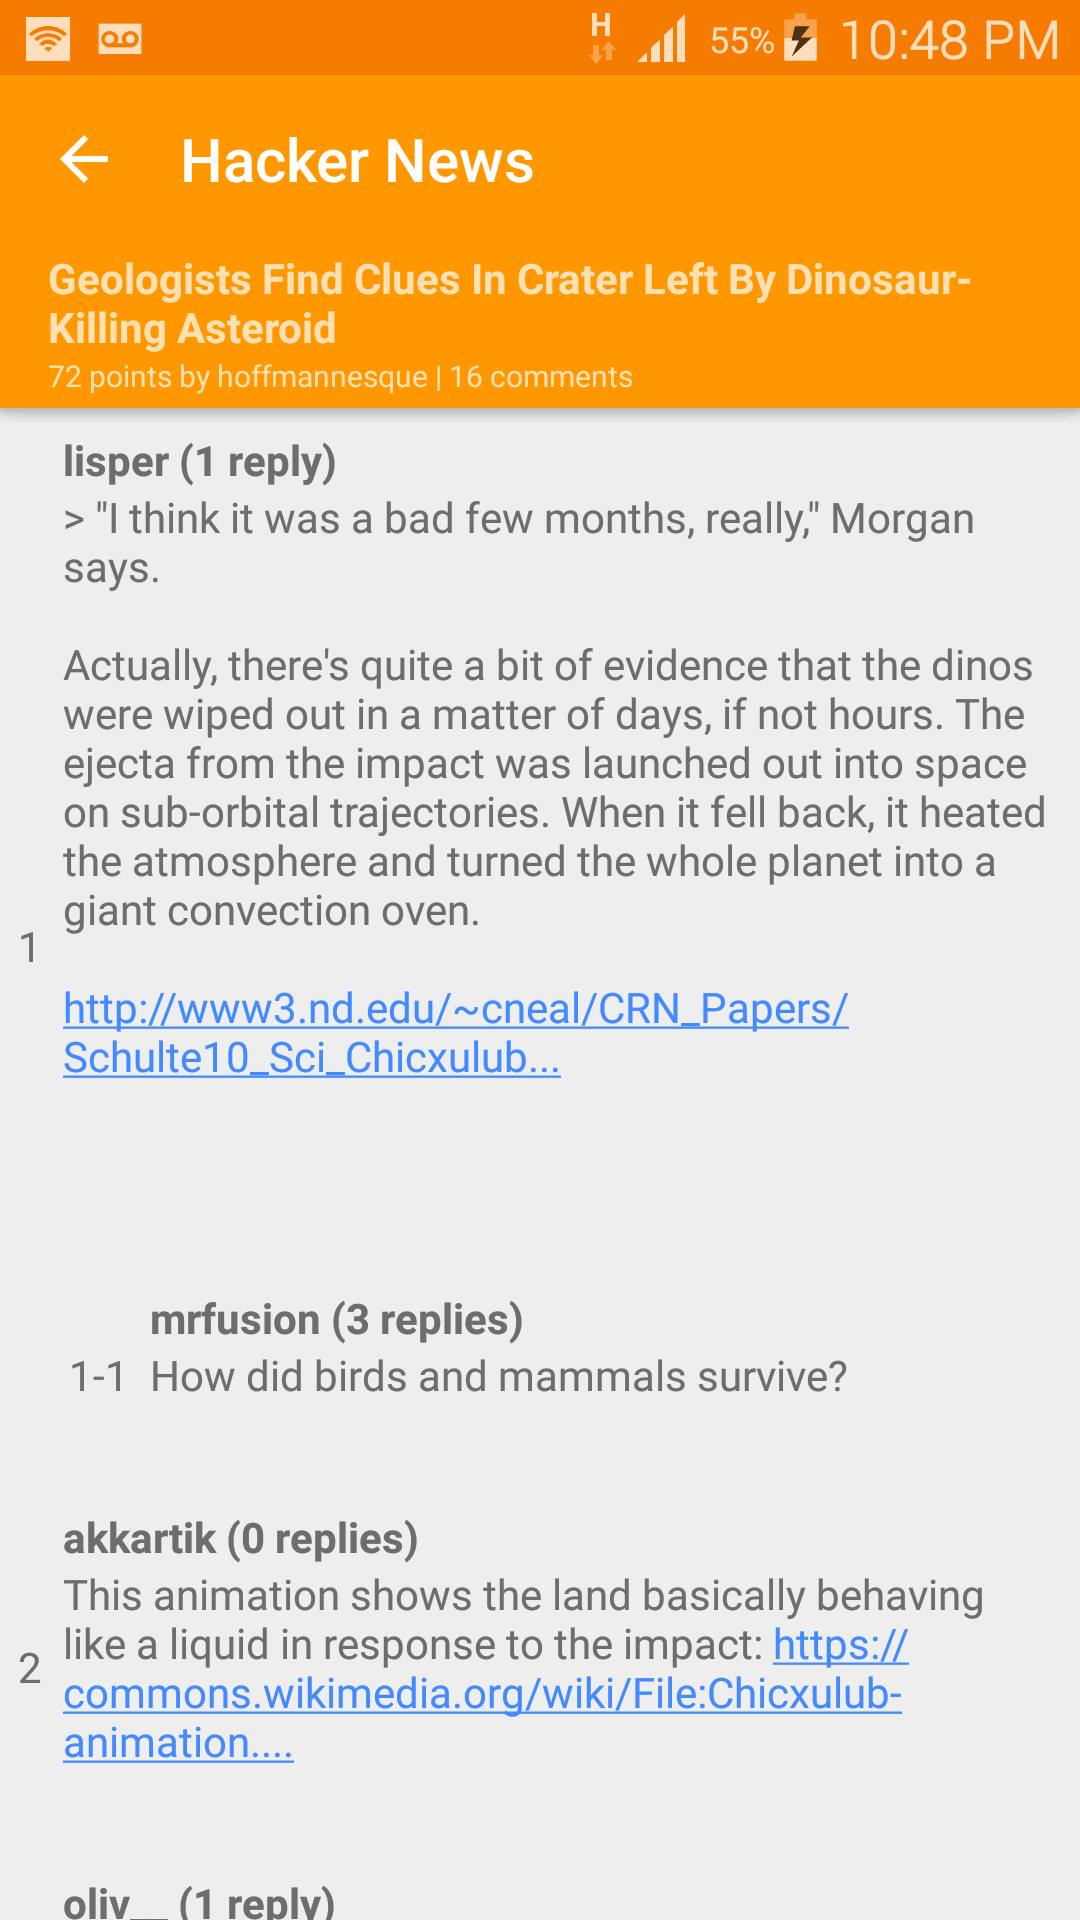 H 55% 10:48 PM
Hacker News
Geologists Find Clues In Crater Left By Dinosaur-
Killing Asteroid
72 points by hoffmannesque | 16 comments
lisper (1 reply)
> "I think it was a bad few months, really," Morgan
says.
Actually, there's quite a bit of evidence that the dinos
were wiped out in a matter of days, if not hours. The
ejecta from the impact was launched out into space
on sub-orbital trajectories. When it fell back, it heated
the atmosphere and turned the whole planet into a
giant convection oven.
1
http://www3.nd.edu/~cneal/CRN_Papers/
Schulte10_Sci_Chicxulub...
mrfusion (3 replies)
1-1 How did birds and mammals survive?
akkartik (0 replies)
This animation shows the land basically behaving
like a liquid in response to the impact: https://
2
commons.wikimedia.org/wiki/File:Chicxulub-
animation....
oliv__ (1 reply)